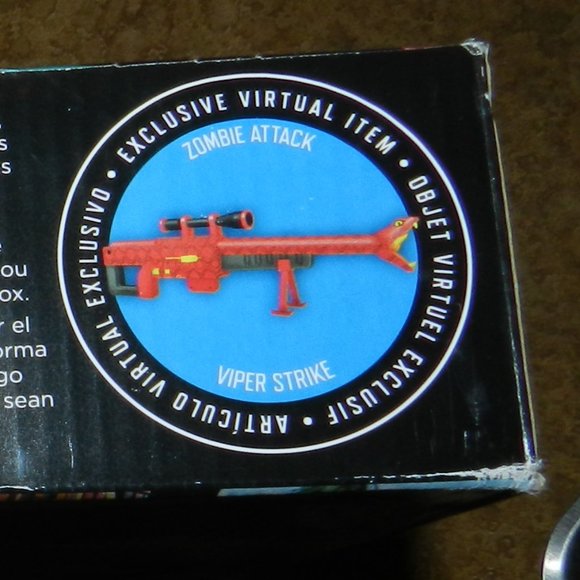 s
s
ou
ox.
r el
orma
go
sean
• EXCLUSIVE VIRTUAL ITEM •
OBJET VIRTUEL EXCLUSIF •
ARTÍCULO VIRTUAL EXCLUSIVO
ZOMBIE ATTACK
VIPER STRIKE